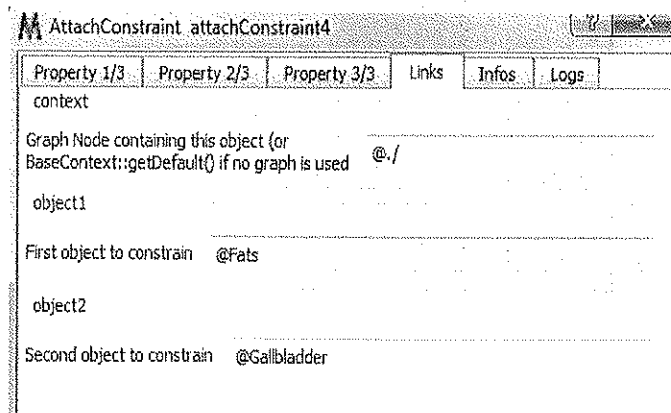 AttachConstraint attachConstraint4
Property 1/3 Property 2/3 Property 3/3 Links Infos Logs
context
Graph Node containing this object (or
BaseContext::getDefault() if no graph is used
@./
object1
First object to constrain @Fats
object2
Second object to constrain @Gallbladder